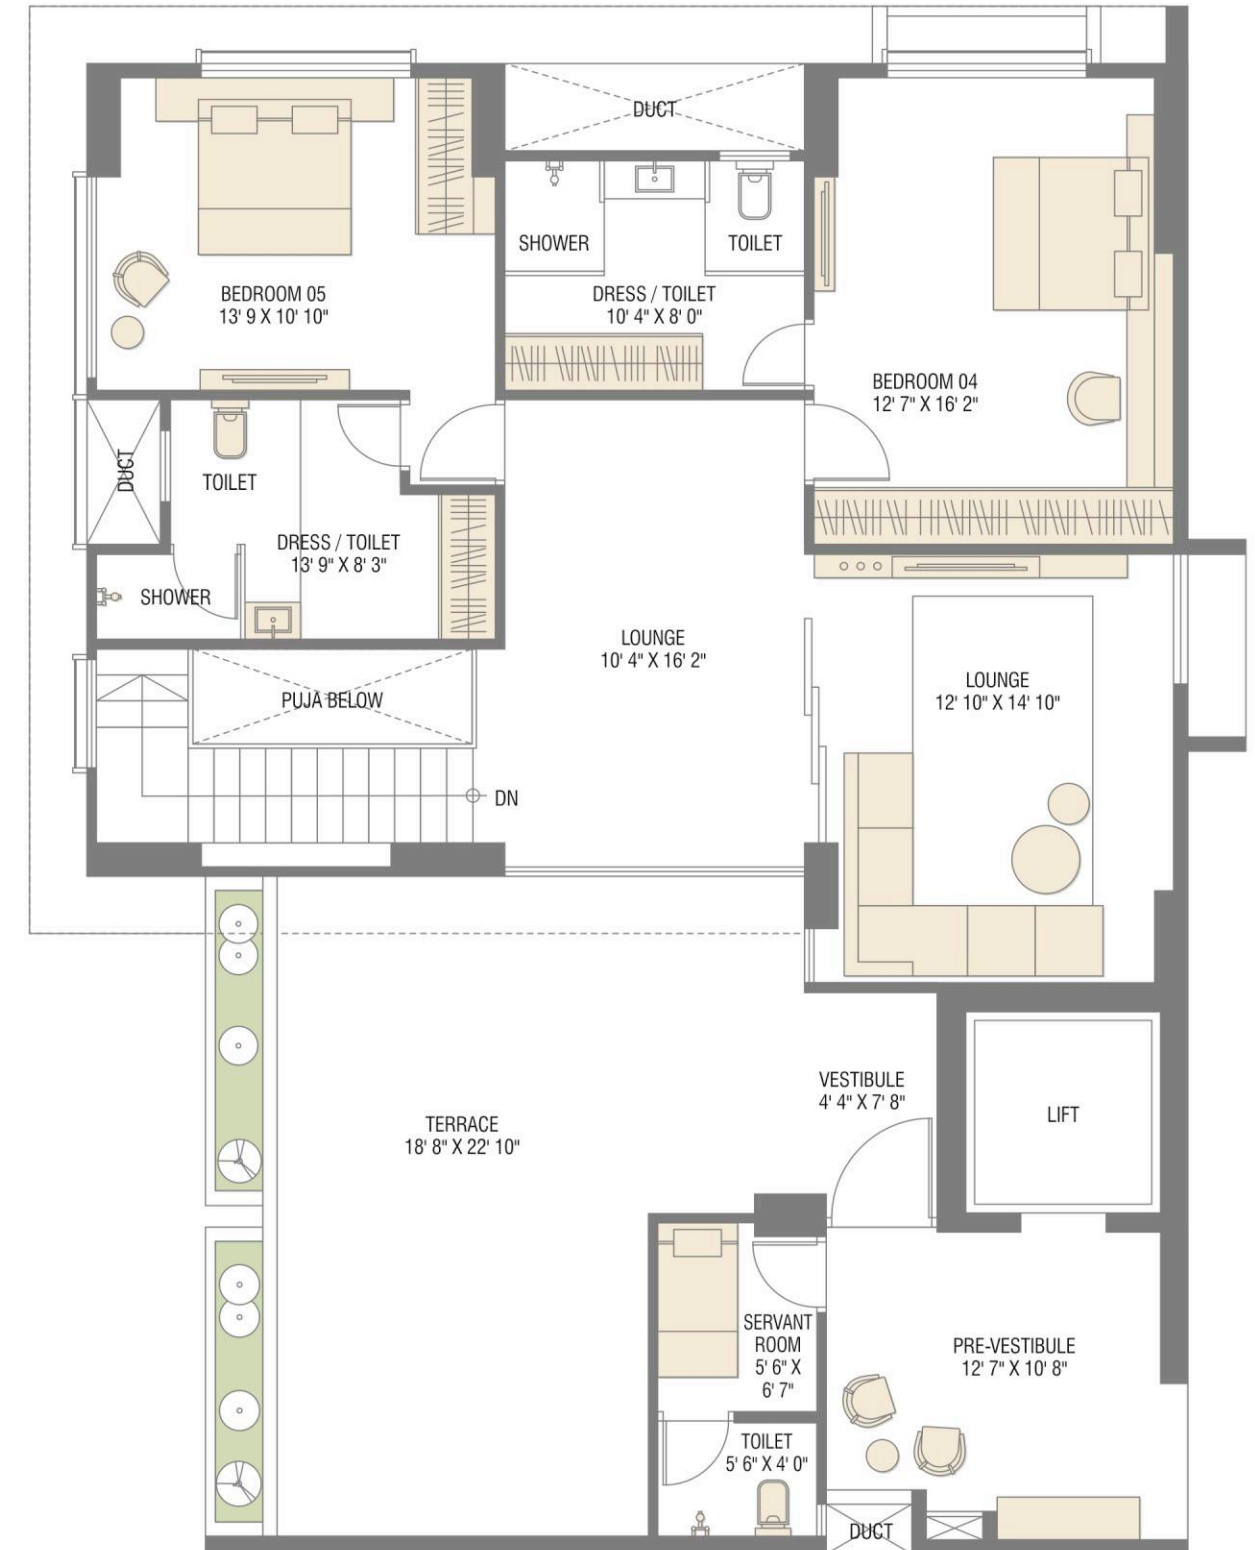 DUCT
SHOWER
TOILET
DRESS / TOILET
10' 4" X 8' 0"
BEDROOM 05
13' 9 X 10' 10"
BEDROOM 04
12' 7" X 16' 2"
DUCT
TOILET
DRESS / TOILET
13' 9" X 8' 3"
SHOWER
LOUNGE
10' 4" X 16' 2"
LOUNGE
12' 10" X 14' 10"
PUJA BELOW
DN
VESTIBULE
4' 4" X 7' 8"
LIFT
TERRACE
18' 8" X 22' 10"
SERVANT
ROOM
5' 6" X
6' 7"
PRE-VESTIBULE
12' 7" X 10' 8"
TOILET
5' 6" X 4' 0"
DUCT